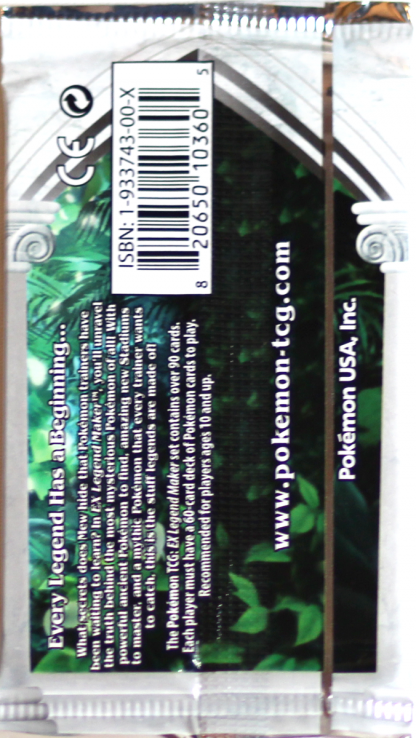 Every Legend Has a Beginning...
What secrets does Mew hide that Pokémon trainers have
been waiting to learn? In EX Legend Maker™, you'll travel
the truth behind the most mysterious Pokémon of all! With
powerful ancient Pokémon to find, amazing new Stadiums
to master, and a mythic Pokémon that every trainer wants
to catch, this is the stuff legends are made of!
The Pokémon TCG: EX Legend Maker set contains over 90 cards.
Each player must have a 60-card deck of Pokémon cards to play.
Recommended for players ages 10 and up.
CE
ISBN: 1-933743-00-X
8 20650 10360 5
www.pokemon-tcg.com
Pokémon USA, Inc.